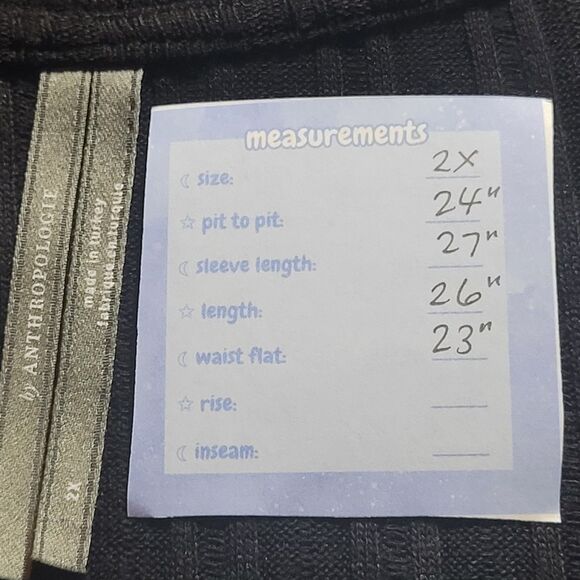 by ANTHROPOLOGIE
made in turkey
fabriqué en turquie
2X
measurements
size: 2X
pit to pit: 24"
sleeve length: 27"
length: 26"
waist flat: 23"
rise:
inseam: